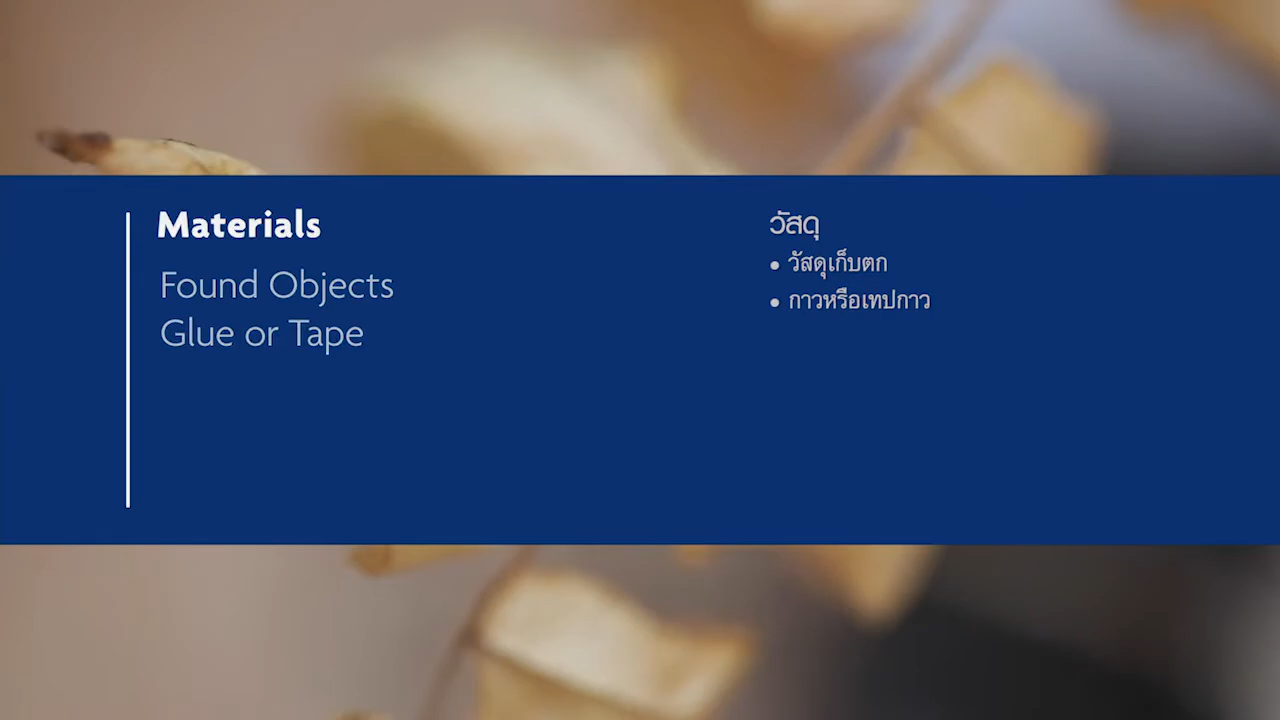 Materials
Found Objects
Glue or Tape
วัสดุ
• วัสดุเก็บตก
• กาวหรือเทปกาว